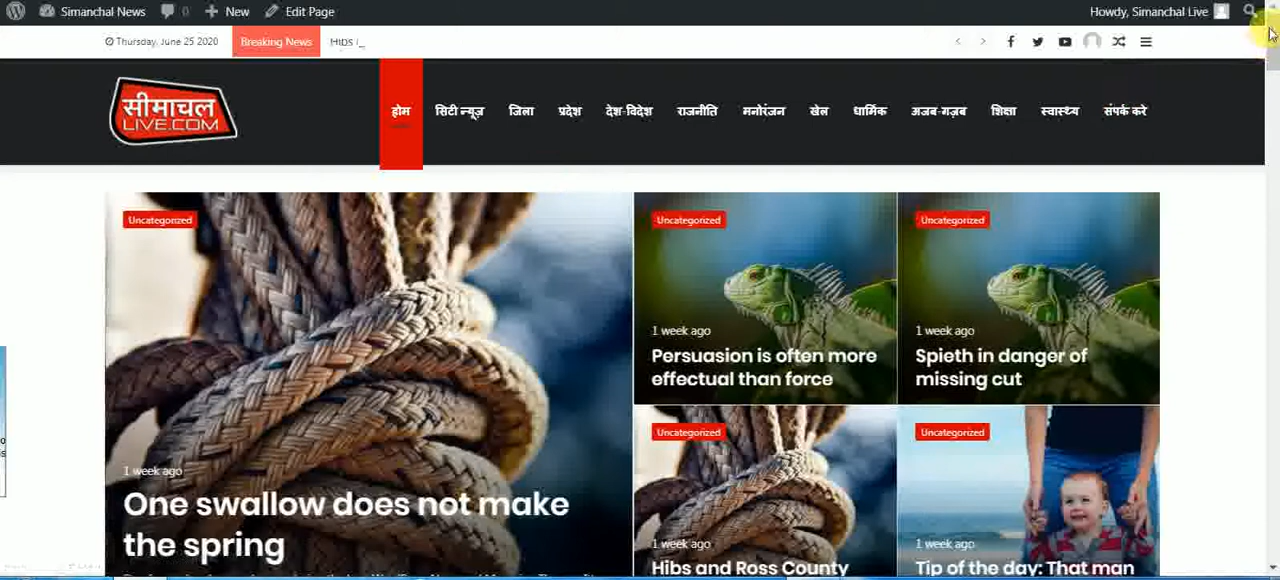 Simanchal News
0
New
Edit Page
Howdy, Simanchal Live
Thursday, June 25 2020
Breaking News
सीमाचल
LIVE.COM
होम
सिटी न्यूज़
जिला
प्रदेश
देश-विदेश
राजनीति
मनोरंजन
खेल
धार्मिक
अजब-गज़ब
शिक्षा
स्वास्थ्य
संपर्क करे
Uncategorized
1 week ago
One swallow does not make
the spring
Uncategorized
1 week ago
Persuasion is often more
effectual than force
Uncategorized
1 week ago
Spieth in danger of
missing cut
Uncategorized
1 week ago
Hibs and Ross County
Uncategorized
1 week ago
Tip of the day: That man